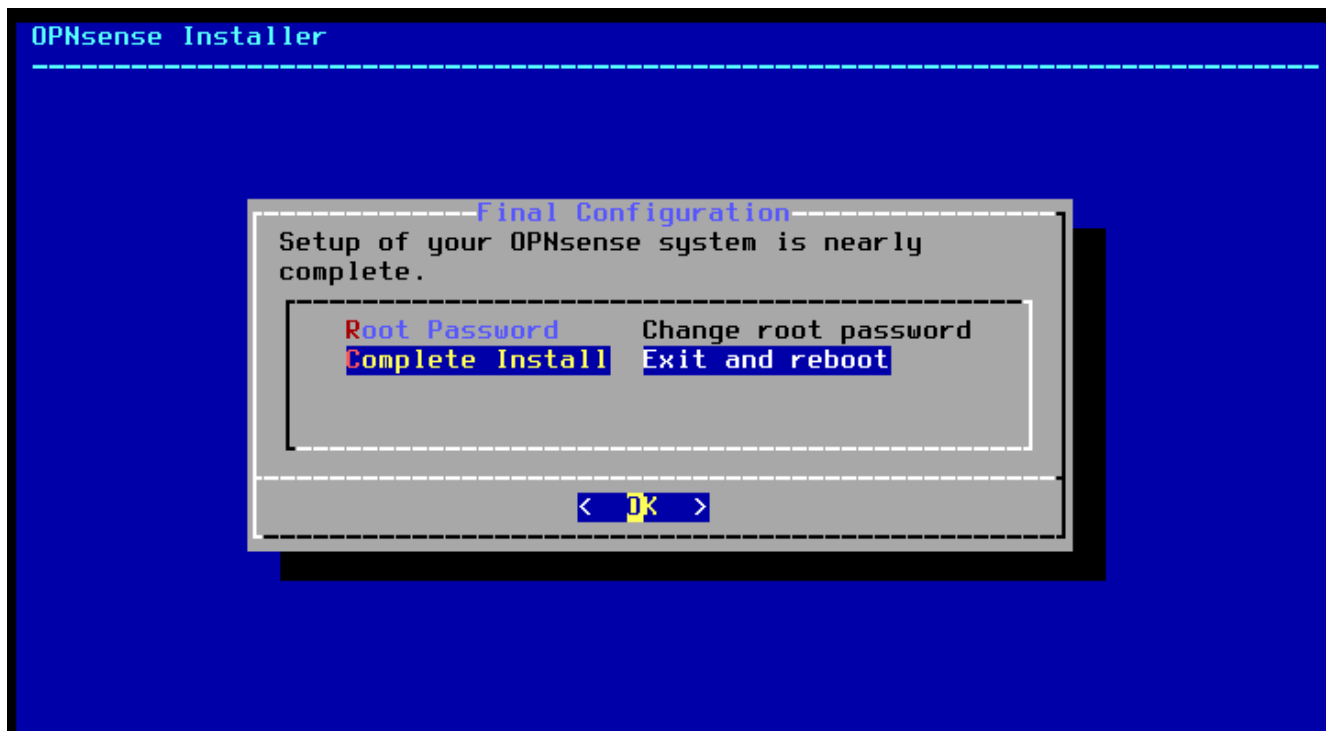 OPNsense Installer
Final Configuration
Setup of your OPNsense system is nearly
complete.
Root Password Change root password
Complete Install Exit and reboot
< OK >